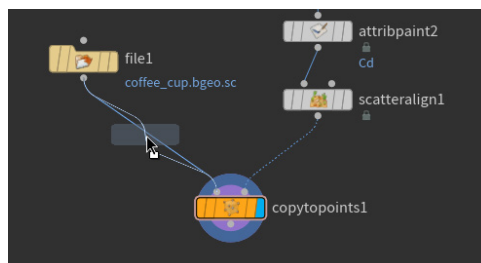 attribpaint2
Cd
file1
coffee_cup.bgeo.sc
scatteralign1
copytopoints1